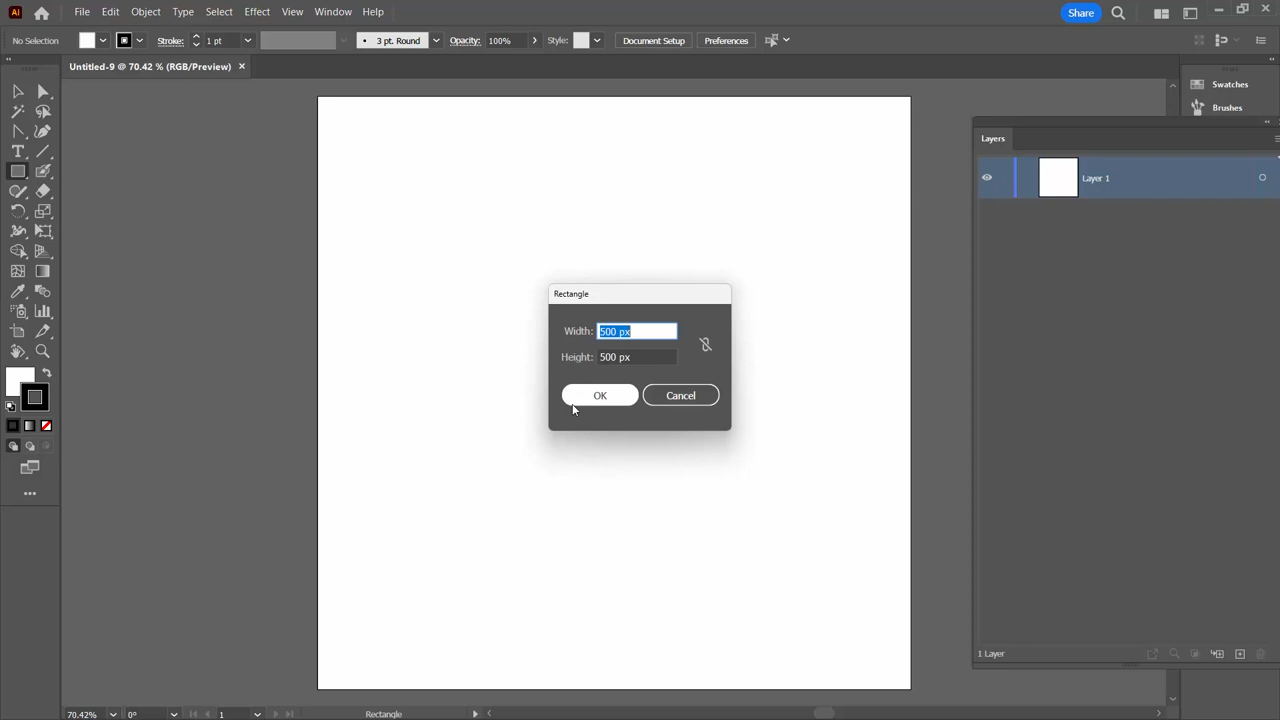 Ai File Edit Object Type Select Effect View Window Help Share
No Selection Stroke: 1 pt 3 pt. Round Opacity: 100% Style: Document Setup Preferences
Untitled-9 @ 70.42 % (RGB/Preview)
Swatches
Brushes
Layers
Layer 1
Rectangle
Width: 500 px
Height: 500 px
OK Cancel
T
1 Layer
70.42% 0° 1 Rectangle